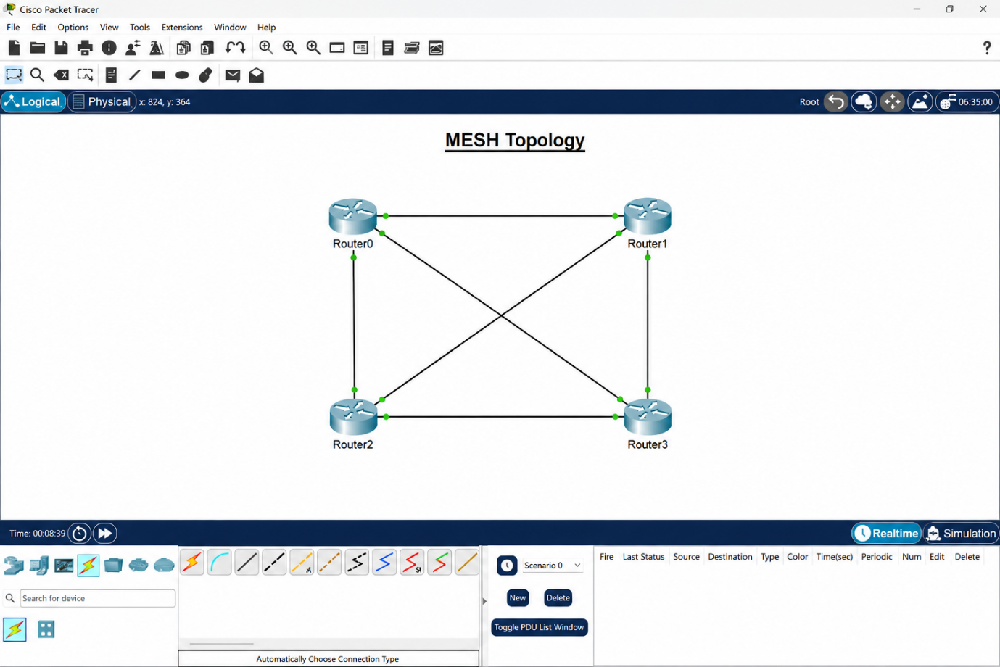 Cisco Packet Tracer
File Edit Options View Tools Extensions Window Help
?
Logical Physical x: 824, y: 364 Root 06:35:00
MESH Topology
Router0 Router1
Router2 Router3
Time: 00:08:39 Realtime Simulation
Scenario 0
Fire Last Status Source Destination Type Color Time(sec) Periodic Num Edit Delete
Search for device
New Delete
Toggle PDU List Window
Automatically Choose Connection Type